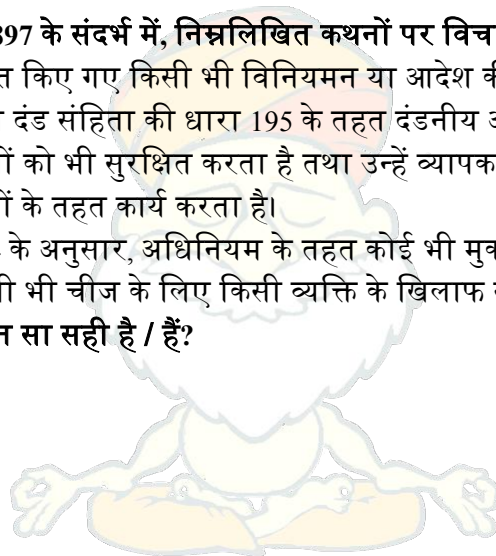 897 के संदर्भ में, निम्नलिखित कथनों पर विच
त किए गए किसी भी विनियमन या आदेश की
दंड संहिता की धारा 195 के तहत दंडनीय अ
ों को भी सुरक्षित करता है तथा उन्हें व्यापक
ों के तहत कार्य करता है।
के अनुसार, अधिनियम के तहत कोई भी मुक
ी भी चीज के लिए किसी व्यक्ति के खिलाफ
न सा सही है / हैं?